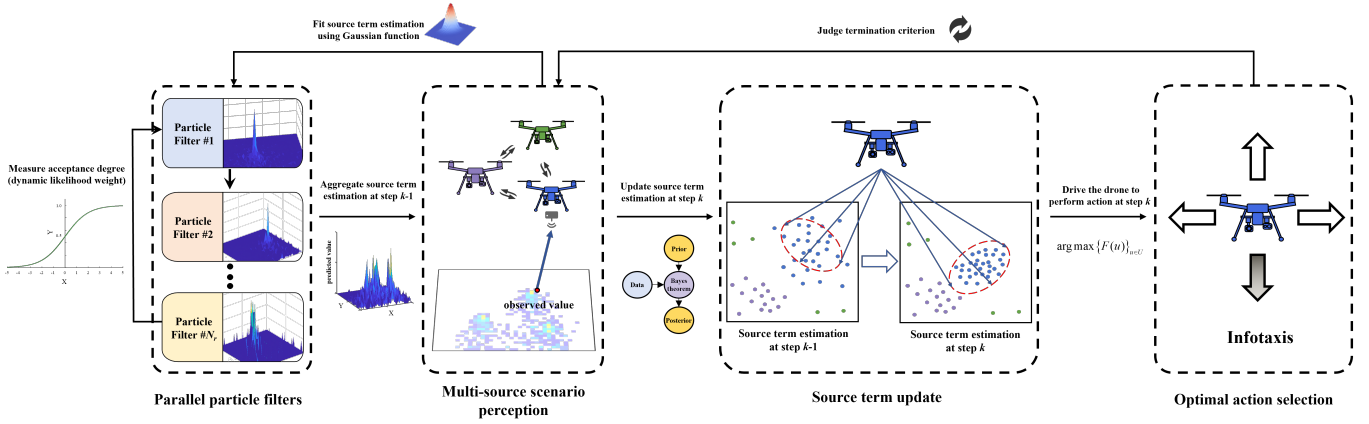 Fit source term estimation
using Gaussian function
Judge termination criterion
Measure acceptance degree
(dynamic likelihood weight)
Y
X
Particle
Filter #1
Particle
Filter #2
Particle
Filter #Nr
Parallel particle filters
Aggregate source term
estimation at step k-1
predicted value
Y
X
observed value
Multi-source scenario
perception
Update source term
estimation at step k
Prior
Data
Bayes
theorem
Posterior
Source term estimation
at step k-1
Source term estimation
at step k
Source term update
Drive the drone to
perform action at step k
arg max {F(u)}u∈U
Infotaxis
Optimal action selection